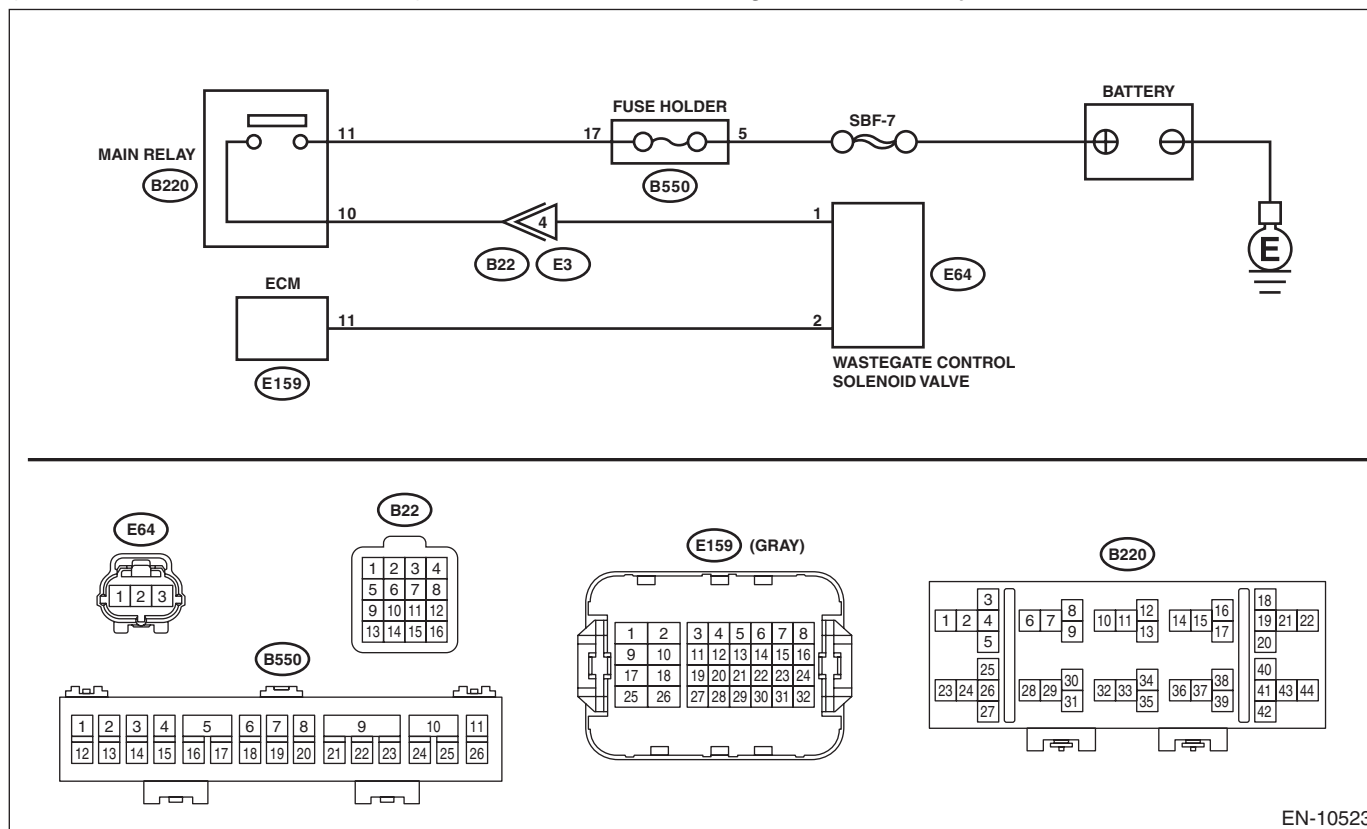 BATTERY
FUSE HOLDER
SBF-7
11
17
5
MAIN RELAY
B220
B550
10
4
1
B22
E3
E64
E
ECM
11
2
E159
WASTEGATE CONTROL
SOLENOID VALVE
E64
B22
E159 (GRAY)
B220
1 2 3
1 2 3 4
5 6 7 8
9 10 11 12
13 14 15 16
B550
1 2 3 4 5 6 7 8 9 10 11
12 13 14 15 16 17 18 19 20 21 22 23 24 25 26
1 2 3 4 5 6 7 8
9 10 11 12 13 14 15 16
17 18 19 20 21 22 23 24
25 26 27 28 29 30 31 32
3 8 12 16 18
1 2 4 6 7 10 11 14 15 19 21 22
5 9 13 17 20
25 30 34 38 40
23 24 26 28 29 32 33 36 37 41 43 44
27 31 35 39 42
EN-10523